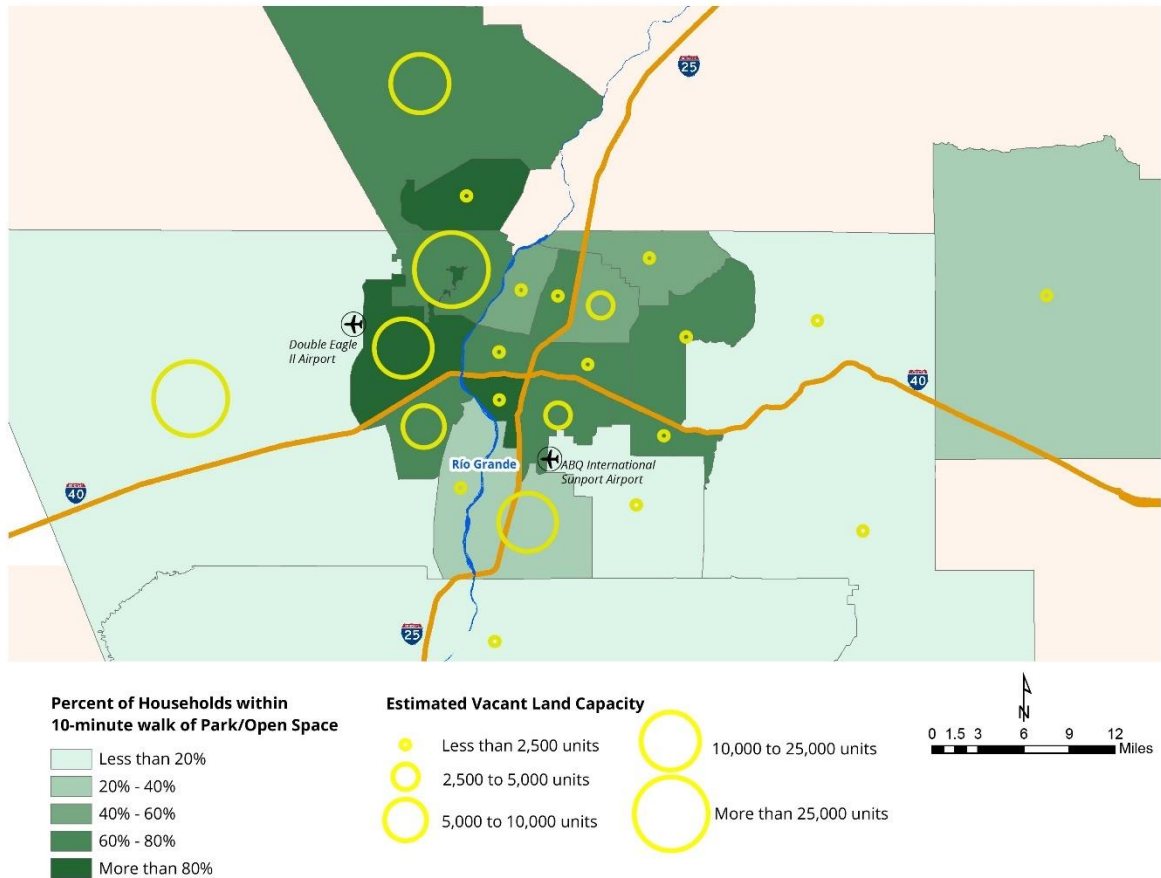 25
Double Eagle
II Airport
40
Río Grande
ABQ International
Sunport Airport
40
25
Percent of Households within
10-minute walk of Park/Open Space
Less than 20%
20% - 40%
40% - 60%
60% - 80%
More than 80%
Estimated Vacant Land Capacity
Less than 2,500 units
2,500 to 5,000 units
5,000 to 10,000 units
10,000 to 25,000 units
More than 25,000 units
N
0 1.5 3 6 9 12
Miles